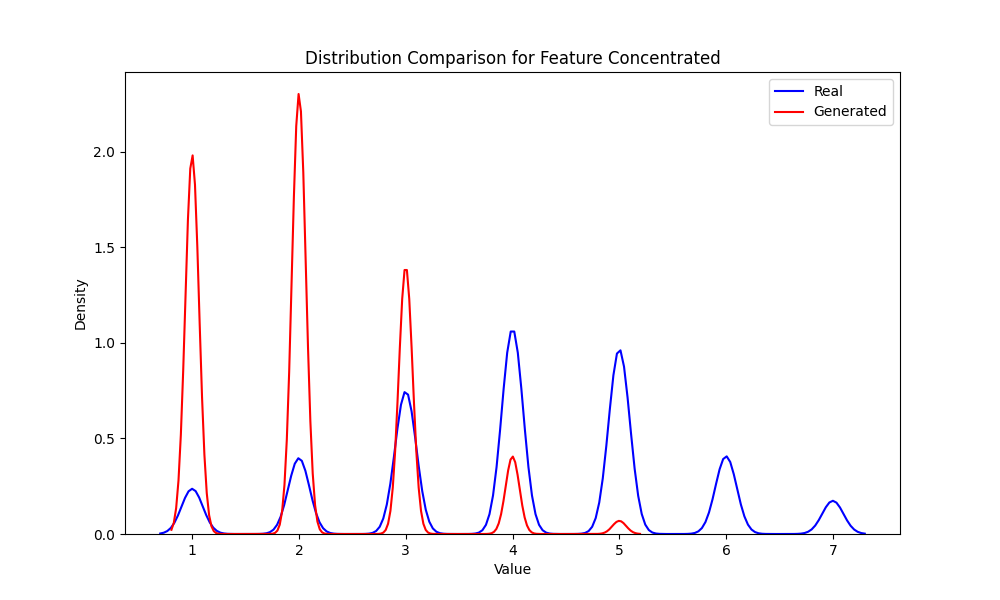 Distribution Comparison for Feature Concentrated
Real
Generated
2.0
1.5
1.0
0.5
0.0
Density
1 2 3 4 5 6 7
Value